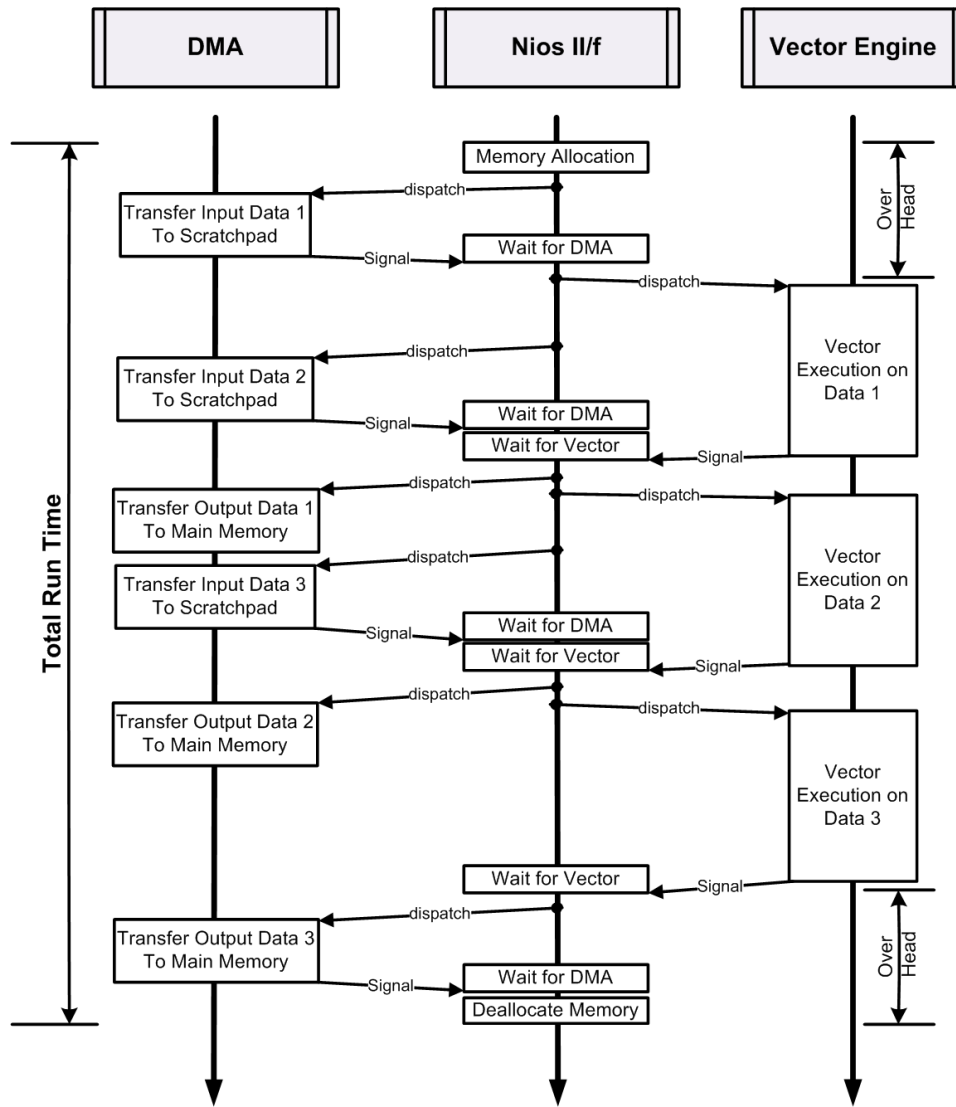 DMA
Nios II/f
Vector Engine
Memory Allocation
dispatch
Transfer Input Data 1
To Scratchpad
Over
Head
Signal
Wait for DMA
dispatch
Vector
Execution on
Data 1
dispatch
Transfer Input Data 2
To Scratchpad
Signal
Wait for DMA
Wait for Vector
Signal
dispatch
dispatch
Transfer Output Data 1
To Main Memory
Vector
Execution on
Data 2
dispatch
Transfer Input Data 3
To Scratchpad
Total Run Time
Signal
Wait for DMA
Wait for Vector
Signal
dispatch
dispatch
Transfer Output Data 2
To Main Memory
Vector
Execution on
Data 3
Wait for Vector
Signal
dispatch
Transfer Output Data 3
To Main Memory
Over
Head
Signal
Wait for DMA
Deallocate Memory